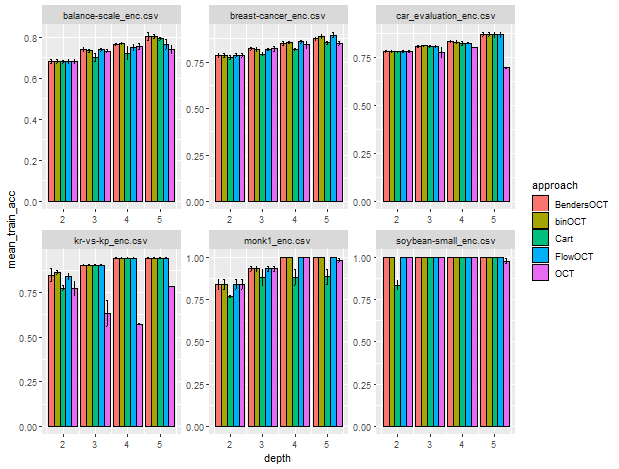 balance-scale_enc.csv breast-cancer_enc.csv car_evaluation_enc.csv
0.8
0.6
0.4
0.2
0.0
2 3 4 5
0.75
0.50
0.25
0.00
2 3 4 5
0.75
0.50
0.25
0.00
2 3 4 5
mean_train_acc
kr-vs-kp_enc.csv monk1_enc.csv soybean-small_enc.csv
0.75
0.50
0.25
0.00
2 3 4 5
1.00
0.75
0.50
0.25
0.00
2 3 4 5
1.00
0.75
0.50
0.25
0.00
2 3 4 5
depth
approach
BendersOCT
binOCT
Cart
FlowOCT
OCT